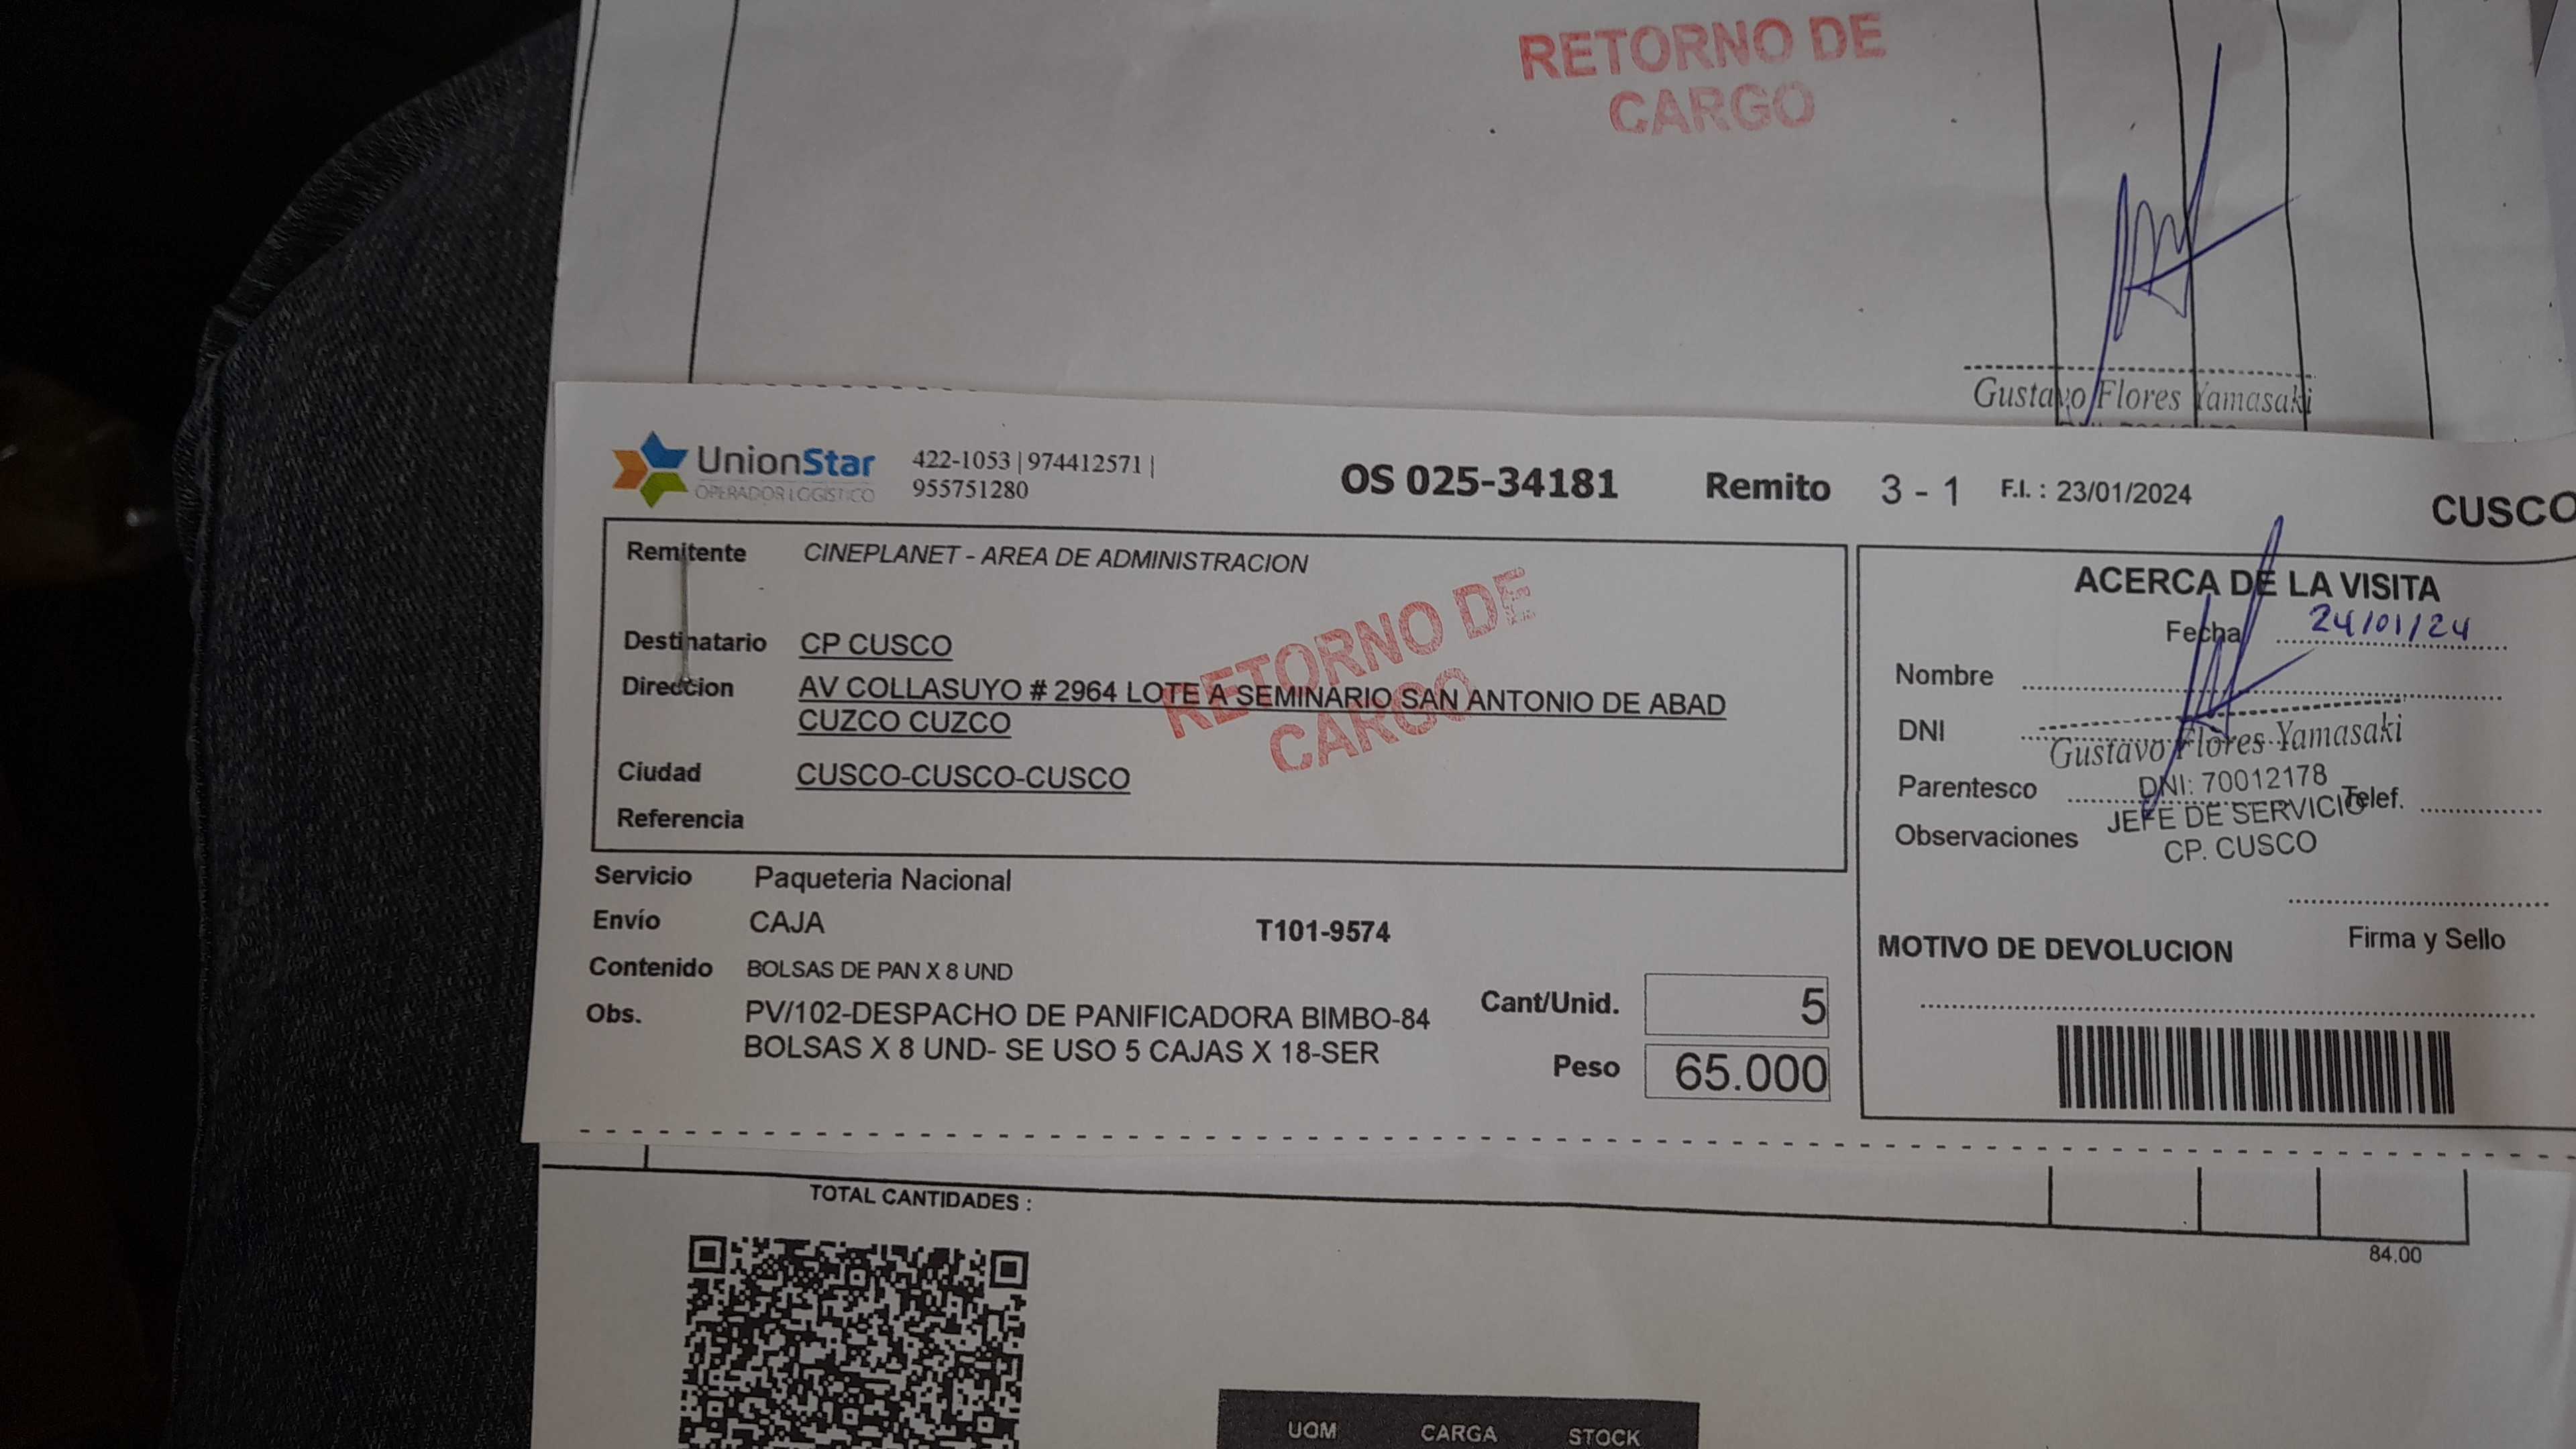 RETORNO DE
CARGO
Gustavo Flores Yamasaki
UnionStar
OPERADOR LOGISTICO
422-1053 | 974412571 |
955751280
OS 025-34181
Remito 3 - 1
F.I. : 23/01/2024
CUSCO
Remitente CINEPLANET - AREA DE ADMINISTRACION
Destinatario CP CUSCO
Direccion AV COLLASUYO # 2964 LOTE A SEMINARIO SAN ANTONIO DE ABAD
CUZCO CUZCO
Ciudad CUSCO-CUSCO-CUSCO
Referencia
RETORNO DE
CARGO
ACERCA DE LA VISITA
Fecha 24/01/24
Nombre
DNI
Gustavo Flores Yamasaki
Parentesco
DNI: 70012178
Telef.
JEFE DE SERVICIO
Observaciones
CP. CUSCO
Firma y Sello
MOTIVO DE DEVOLUCION
Servicio Paqueteria Nacional
Envío CAJA
T101-9574
Contenido BOLSAS DE PAN X 8 UND
Obs. PV/102-DESPACHO DE PANIFICADORA BIMBO-84
BOLSAS X 8 UND- SE USO 5 CAJAS X 18-SER
Cant/Unid. 5
Peso 65.000
TOTAL CANTIDADES :
84.00
UOM CARGA STOCK